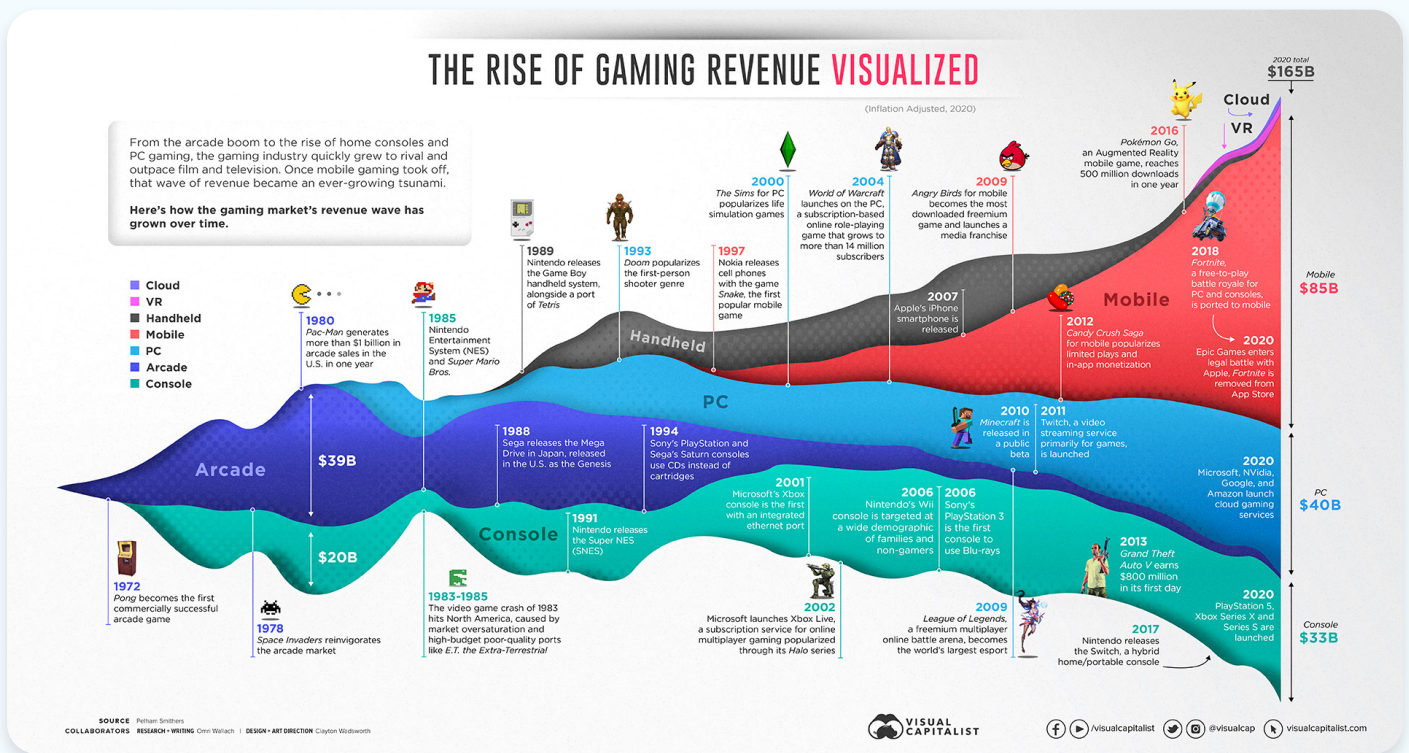 THE RISE OF GAMING REVENUE VISUALIZED
(Inflation Adjusted, 2020)
From the arcade boom to the rise of home consoles and
PC gaming, the gaming industry quickly grew to rival and
outpace film and television. Once mobile gaming took off,
that wave of revenue became an ever-growing tsunami.
Here's how the gaming market's revenue wave has
grown over time.
Cloud
VR
Handheld
Mobile
PC
Arcade
Console
1980
Pac-Man generates
more than $1 billion in
arcade sales in the
U.S. in one year
1985
Nintendo
Entertainment
System (NES)
and Super Mario
Bros.
1989
Nintendo releases
the Game Boy
handheld system,
alongside a port
of Tetris
1993
Doom popularizes
the first-person
shooter genre
1997
Nokia releases
cell phones
with the game
Snake, the first
popular mobile
game
2000
The Sims for PC
popularizes life
simulation games
2004
World of Warcraft
launches on the PC,
a subscription-based
online role-playing
game that grows to
more than 14 million
subscribers
2009
Angry Birds for mobile
becomes the most
downloaded freemium
game and launches a
media franchise
2016
Pokémon Go,
an Augmented Reality
mobile game, reaches
500 million downloads
in one year
2020 total
$165B
Cloud
VR
2007
Apple's iPhone
smartphone is
released
Mobile
2012
Candy Crush Saga
for mobile popularizes
limited plays and
in-app monetization
2018
Fortnite,
a free-to-play
battle royale for
PC and consoles,
is ported to mobile
2020
Epic Games enters
legal battle with
Apple, Fortnite is
removed from
App Store
Mobile
$85B
Handheld
PC
Arcade
$39B
1988
Sega releases the Mega
Drive in Japan, released
in the U.S. as the Genesis
1994
Sony's PlayStation and
Sega's Saturn consoles
use CDs instead of
cartridges
2010
Minecraft is
released in
a public
beta
2011
Twitch, a video
streaming service
primarily for games,
is launched
2020
Microsoft, NVidia,
Google, and
Amazon launch
cloud gaming
services
PC
$40B
Console
$20B
1991
Nintendo releases
the Super NES
(SNES)
2001
Microsoft's Xbox
console is the first
with an integrated
ethernet port
2006
Nintendo's Wii
console is targeted at
a wide demographic
of families and
non-gamers
2006
Sony's
PlayStation 3
is the first
console to
use Blu-rays
2013
Grand Theft
Auto V earns
$800 million
in its first day
2020
PlayStation 5,
Xbox Series X and
Series S are
launched
Console
$33B
1972
Pong becomes the first
commercially successful
arcade game
1978
Space Invaders reinvigorates
the arcade market
1983-1985
The video game crash of 1983
hits North America, caused by
market oversaturation and
high-budget poor-quality ports
like E.T. the Extra-Terrestrial
2002
Microsoft launches Xbox Live,
a subscription service for online
multiplayer gaming popularized
through its Halo series
2009
League of Legends,
a freemium multiplayer
online battle arena, becomes
the world's largest esport
2017
Nintendo releases
the Switch, a hybrid
home/portable console
SOURCE Pelham Smithers
COLLABORATORS RESEARCH + WRITING Omri Wallach | DESIGN + ART DIRECTION Clayton Wadsworth
VISUAL
CAPITALIST
/visualcapitalist @visualcap visualcapitalist.com